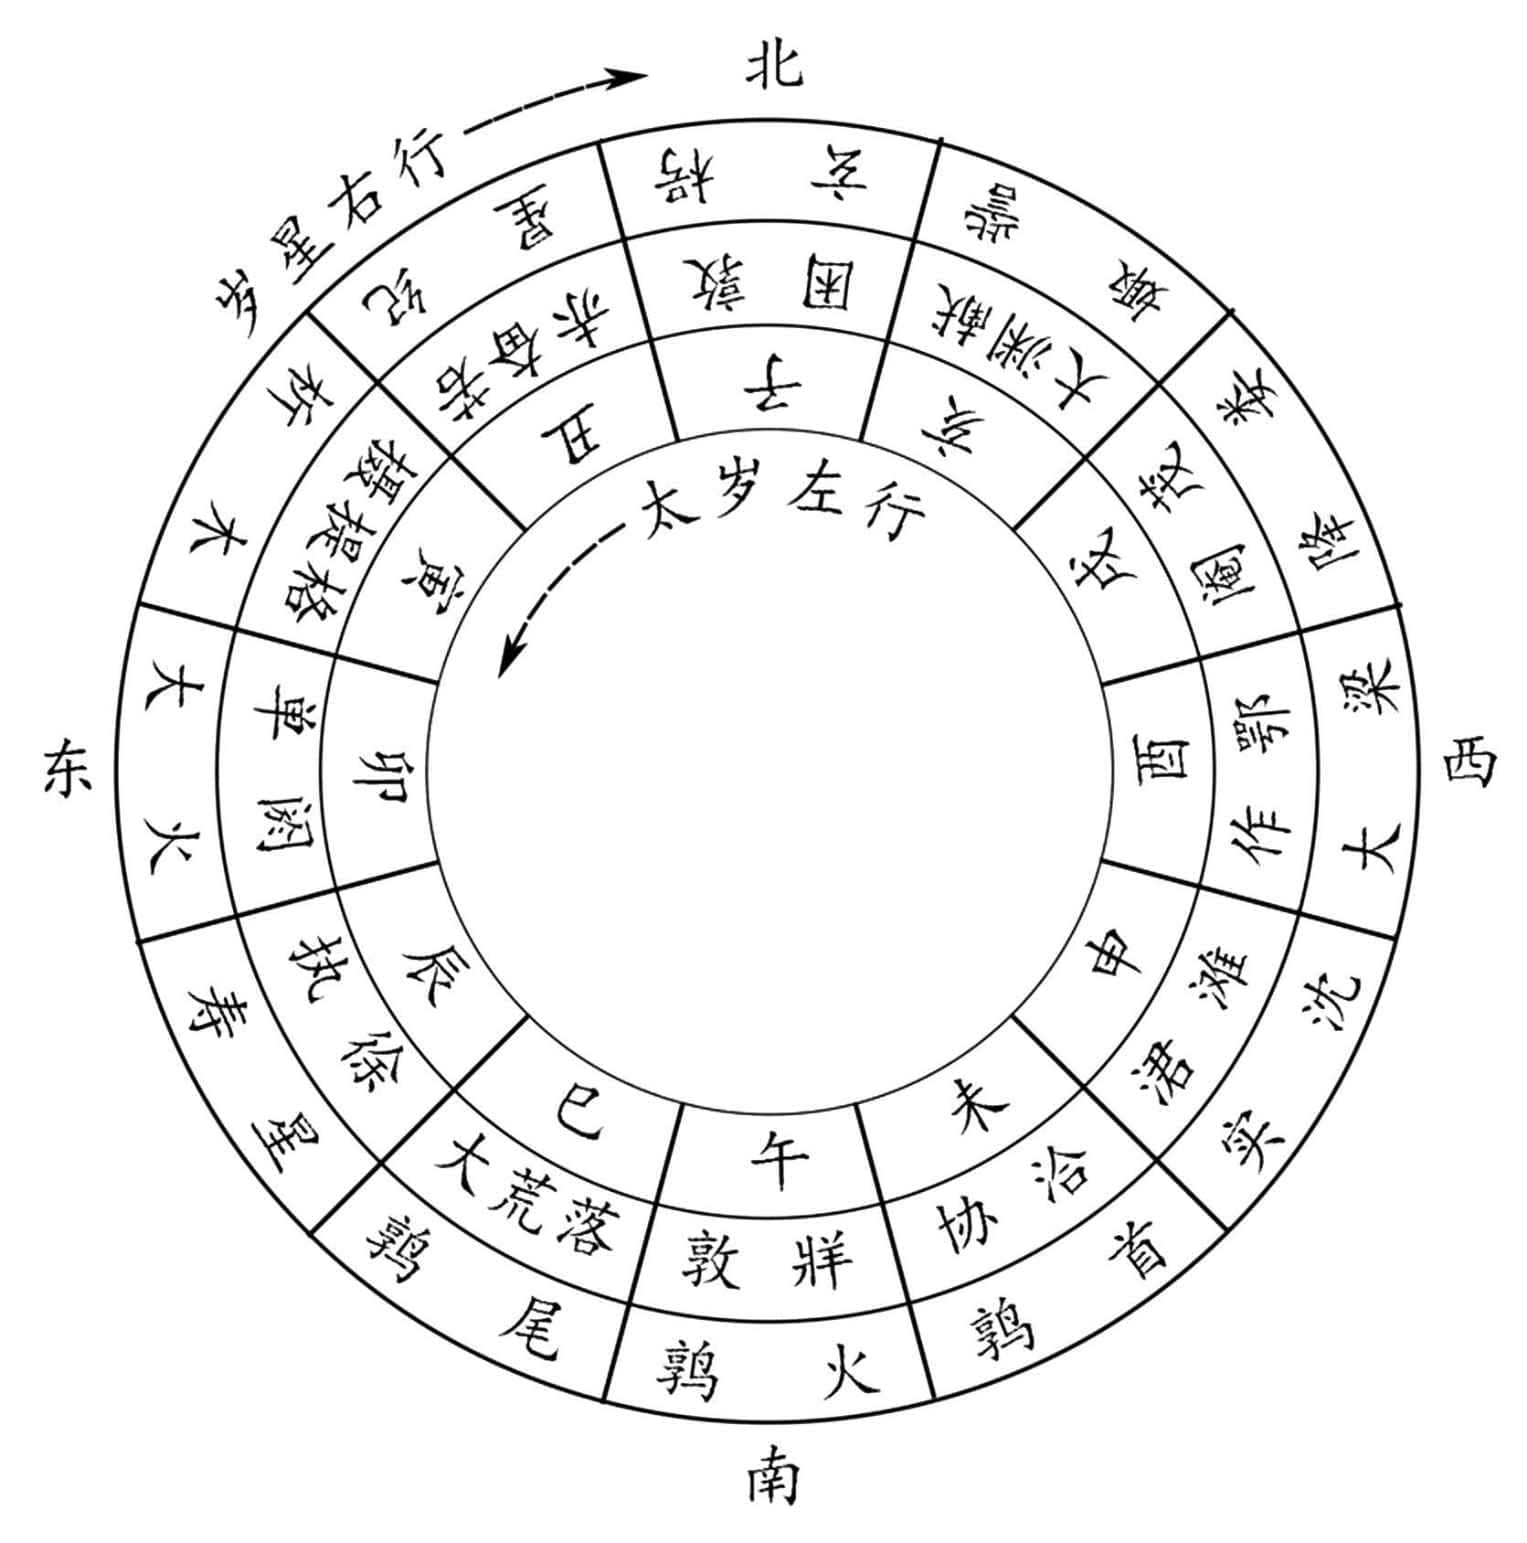 北
岁星右行
太岁左行
东
西
南
玄枵
星纪
析木
大火
寿星
鹑尾
鹑火
鹑首
实沈
大梁
降娄
娵訾
困敦
赤奋若
摄提格
单阏
执徐
大荒落
敦牂
协洽
涒滩
作鄂
阉茂
大渊献
子
丑
寅
卯
辰
巳
午
未
申
酉
戌
亥